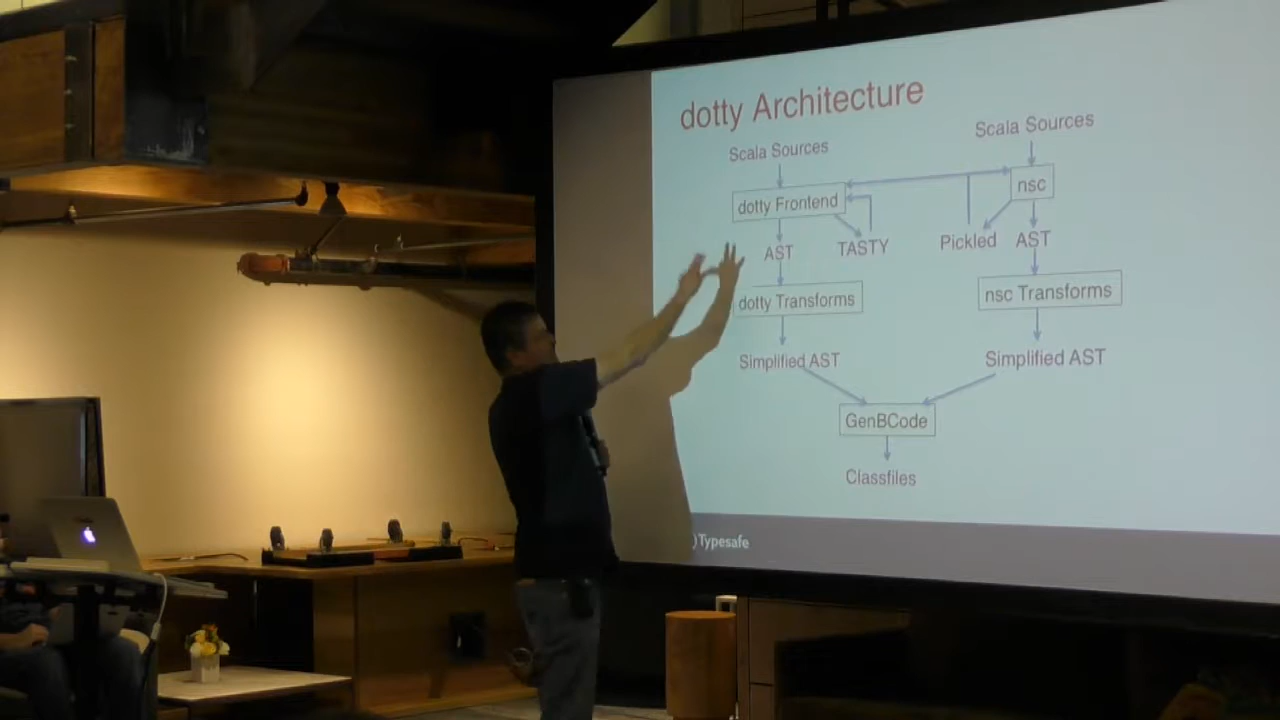 dotty Architecture
Scala Sources
Scala Sources
dotty Frontend
nsc
AST
TASTY
Pickled
AST
dotty Transforms
nsc Transforms
Simplified AST
Simplified AST
GenBCode
Classfiles
Typesafe